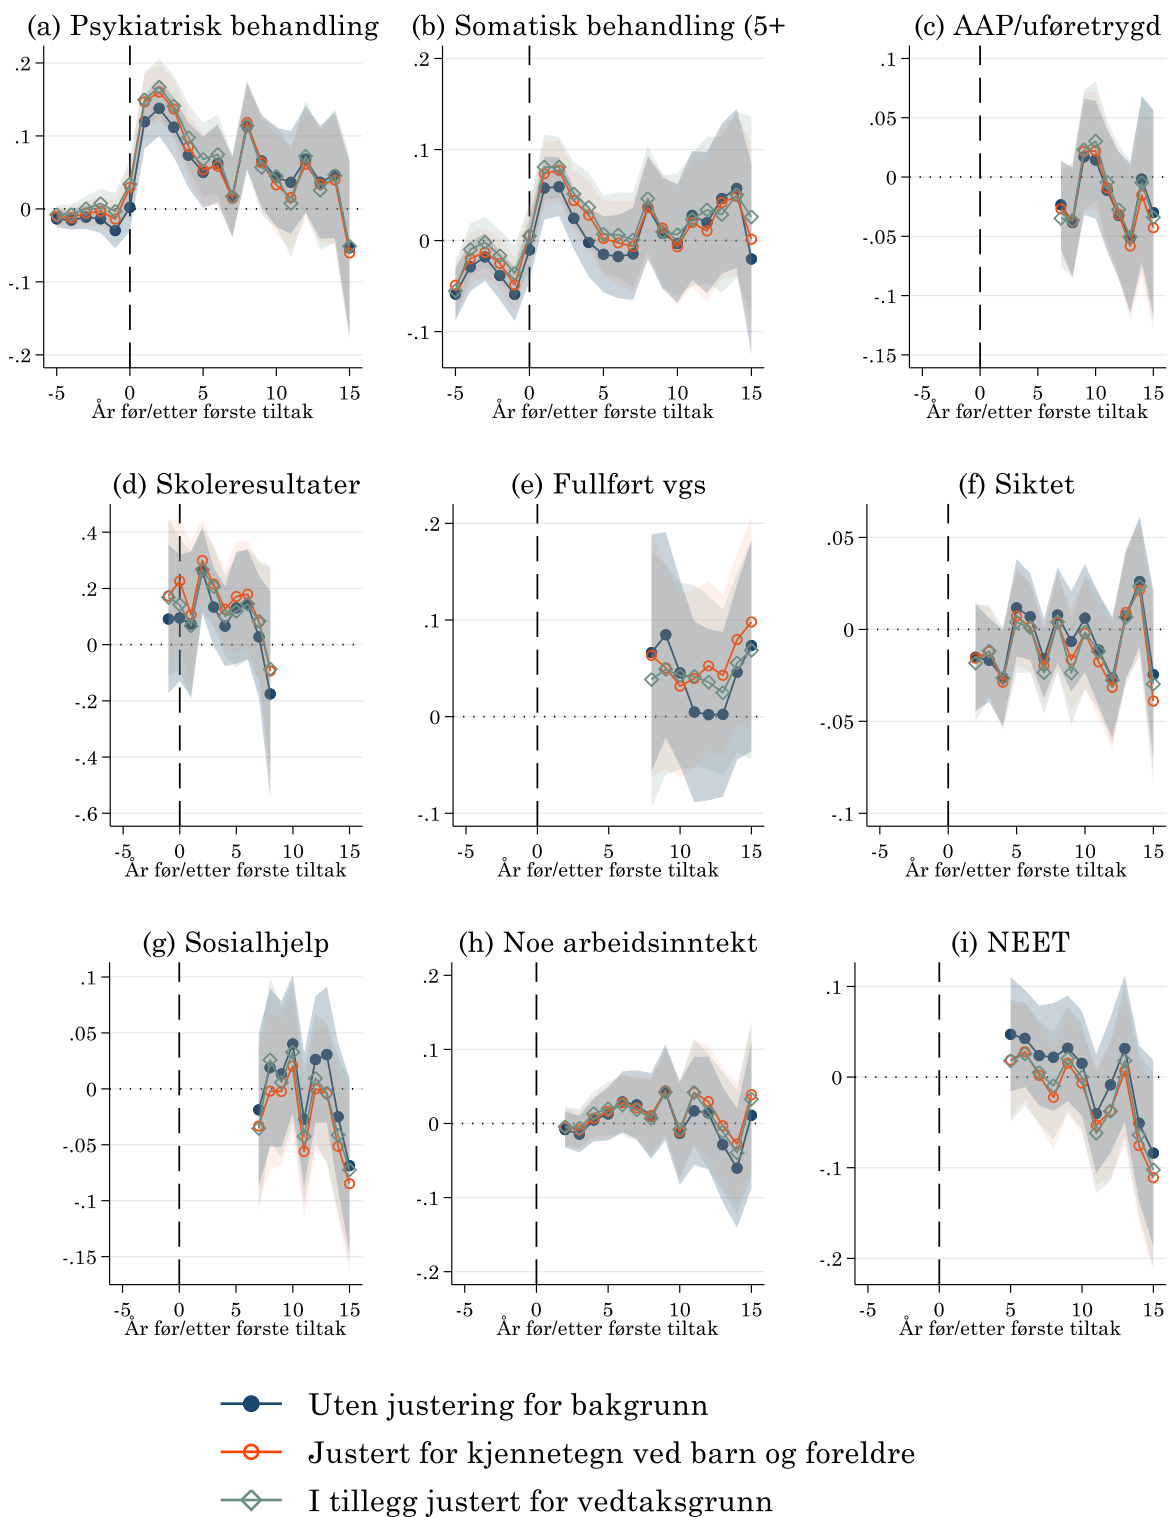 (a) Psykiatrisk behandling
(b) Somatisk behandling (5+
(c) AAP/uføretrygd
.2
.1
0
-.1
-.2
-5 0 5 10 15
År før/etter første tiltak
.2
.1
0
-.1
-5 0 5 10 15
År før/etter første tiltak
.1
.05
0
-.05
-.1
-.15
-5 0 5 10 15
År før/etter første tiltak
(d) Skoleresultater
(e) Fullført vgs
(f) Siktet
.4
.2
0
-.2
-.4
-.6
-5 0 5 10 15
År før/etter første tiltak
.2
.1
0
-.1
-5 0 5 10 15
År før/etter første tiltak
.05
0
-.05
-.1
-5 0 5 10 15
År før/etter første tiltak
(g) Sosialhjelp
(h) Noe arbeidsinntekt
(i) NEET
.1
.05
0
-.05
-.1
-.15
-5 0 5 10 15
År før/etter første tiltak
.2
.1
0
-.1
-.2
-5 0 5 10 15
År før/etter første tiltak
.1
0
-.1
-.2
-5 0 5 10 15
År før/etter første tiltak
Uten justering for bakgrunn
Justert for kjennetegn ved barn og foreldre
I tillegg justert for vedtaksgrunn